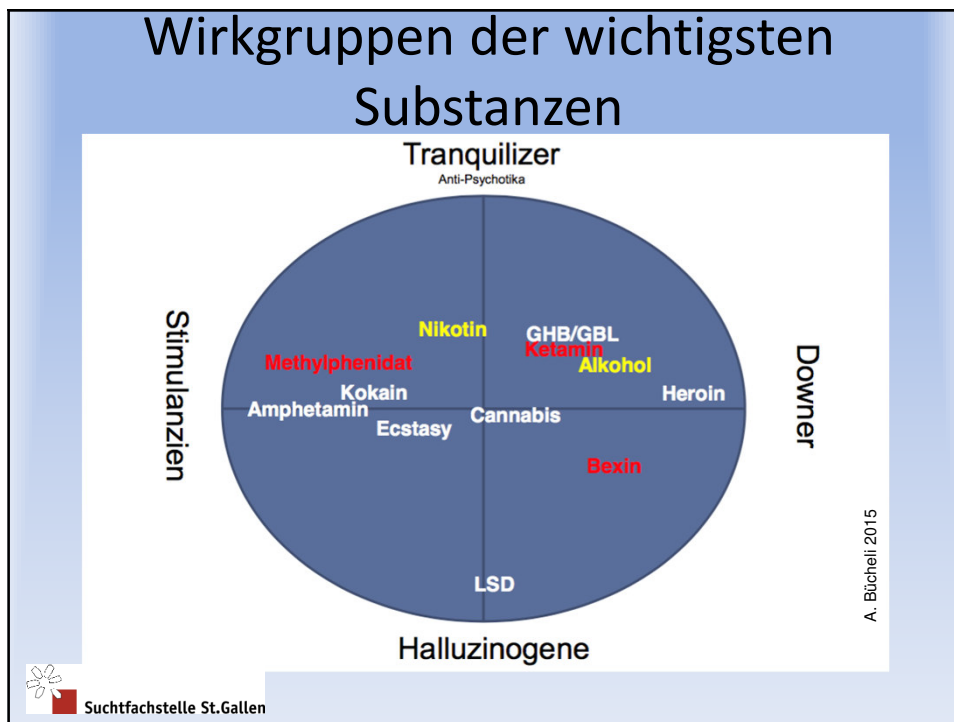 Wirkgruppen der wichtigsten
Substanzen
Tranquilizer
Anti-Psychotika
Stimulanzien
Nikotin
GHB/GBL
Ketamin
Methylphenidat
Alkohol
Kokain
Heroin
Amphetamin
Cannabis
Ecstasy
Downer
Bexin
LSD
Halluzinogene
A. Bücheli 2015
Suchtfachstelle St.Gallen